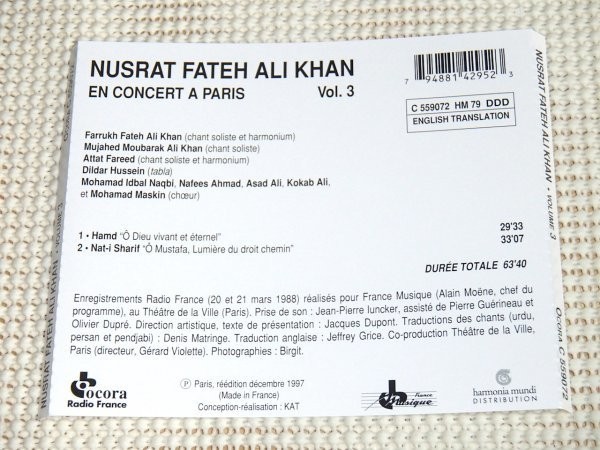 NUSRAT FATEH ALI KHAN
EN CONCERT A PARIS Vol. 3
7 94881 42952 3
C 559072 HM 79 DDD
ENGLISH TRANSLATION
Farrukh Fateh Ali Khan (chant soliste et harmonium)
Mujahed Moubarak Ali Khan (chant soliste)
Attat Fareed (chant soliste et harmonium)
Dildar Hussein (tabla)
Mohamad Idbal Naqbi, Nafees Ahmad, Asad Ali, Kokab Ali,
et Mohamad Maskin (chœur)
1 • Hamd "Ô Dieu vivant et éternel" 29'33
2 • Nat-i Sharif "Ô Mustafa, Lumière du droit chemin" 33'07
DURÉE TOTALE 63'40
Enregistrements Radio France (20 et 21 mars 1988) réalisés pour France Musique (Alain Moëne, chef du
programme), au Théâtre de la Ville (Paris). Prise de son : Jean-Pierre Iuncker, assisté de Pierre Guérineau et
Olivier Dupré. Direction artistique, texte de présentation : Jacques Dupont. Traductions des chants (urdu,
persan et pendjabi) : Denis Matringe. Traduction anglaise : Jeffrey Grice. Co-production Théâtre de la Ville,
Paris (directeur, Gérard Violette). Photographies : Birgit.
ocora
Radio France
℗ Paris, réédition décembre 1997
(Made in France)
Conception-réalisation : KAT
France
Musique
harmonia mundi
DISTRIBUTION
NUSRAT FATEH ALI KHAN • VOLUME 3
NUSRAT FATEH ALI KHAN • VOLUME 3
OCORA C 559072